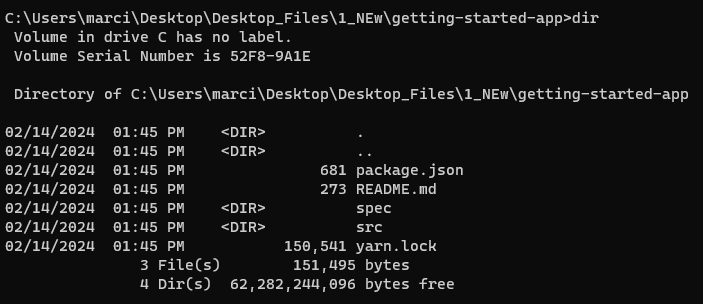 C:\Users\marci\Desktop\Desktop_Files\1_NEw\getting-started-app>dir
 Volume in drive C has no label.
 Volume Serial Number is 52F8-9A1E

 Directory of C:\Users\marci\Desktop\Desktop_Files\1_NEw\getting-started-app

02/14/2024  01:45 PM    <DIR>          .
02/14/2024  01:45 PM    <DIR>          ..
02/14/2024  01:45 PM               681 package.json
02/14/2024  01:45 PM               273 README.md
02/14/2024  01:45 PM    <DIR>          spec
02/14/2024  01:45 PM    <DIR>          src
02/14/2024  01:45 PM           150,541 yarn.lock
               3 File(s)        151,495 bytes
               4 Dir(s)  62,282,244,096 bytes free